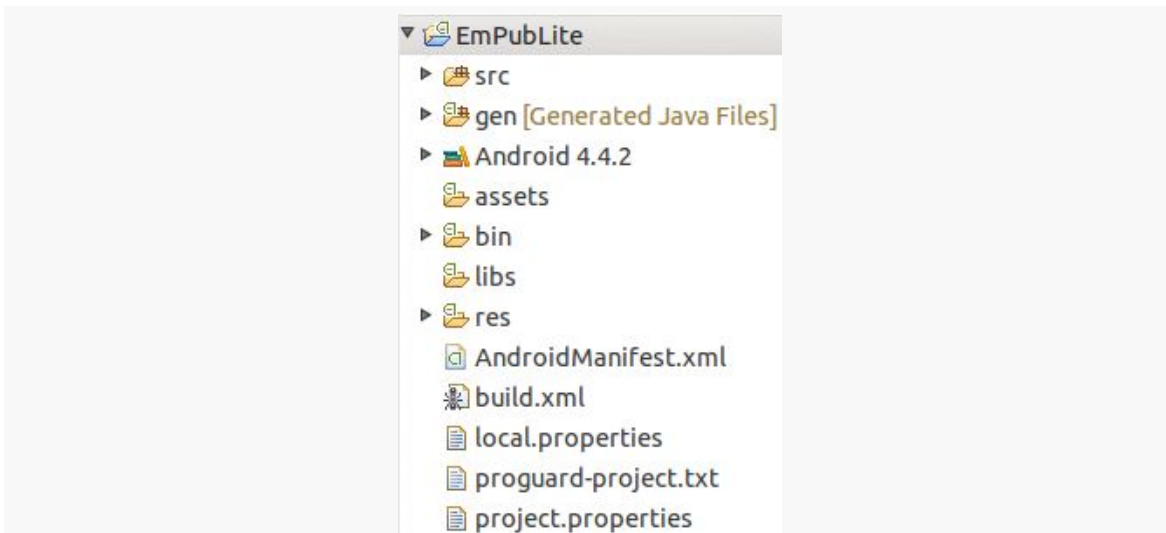 EmPubLite
src
gen [Generated Java Files]
Android 4.4.2
assets
bin
libs
res
AndroidManifest.xml
build.xml
local.properties
proguard-project.txt
project.properties